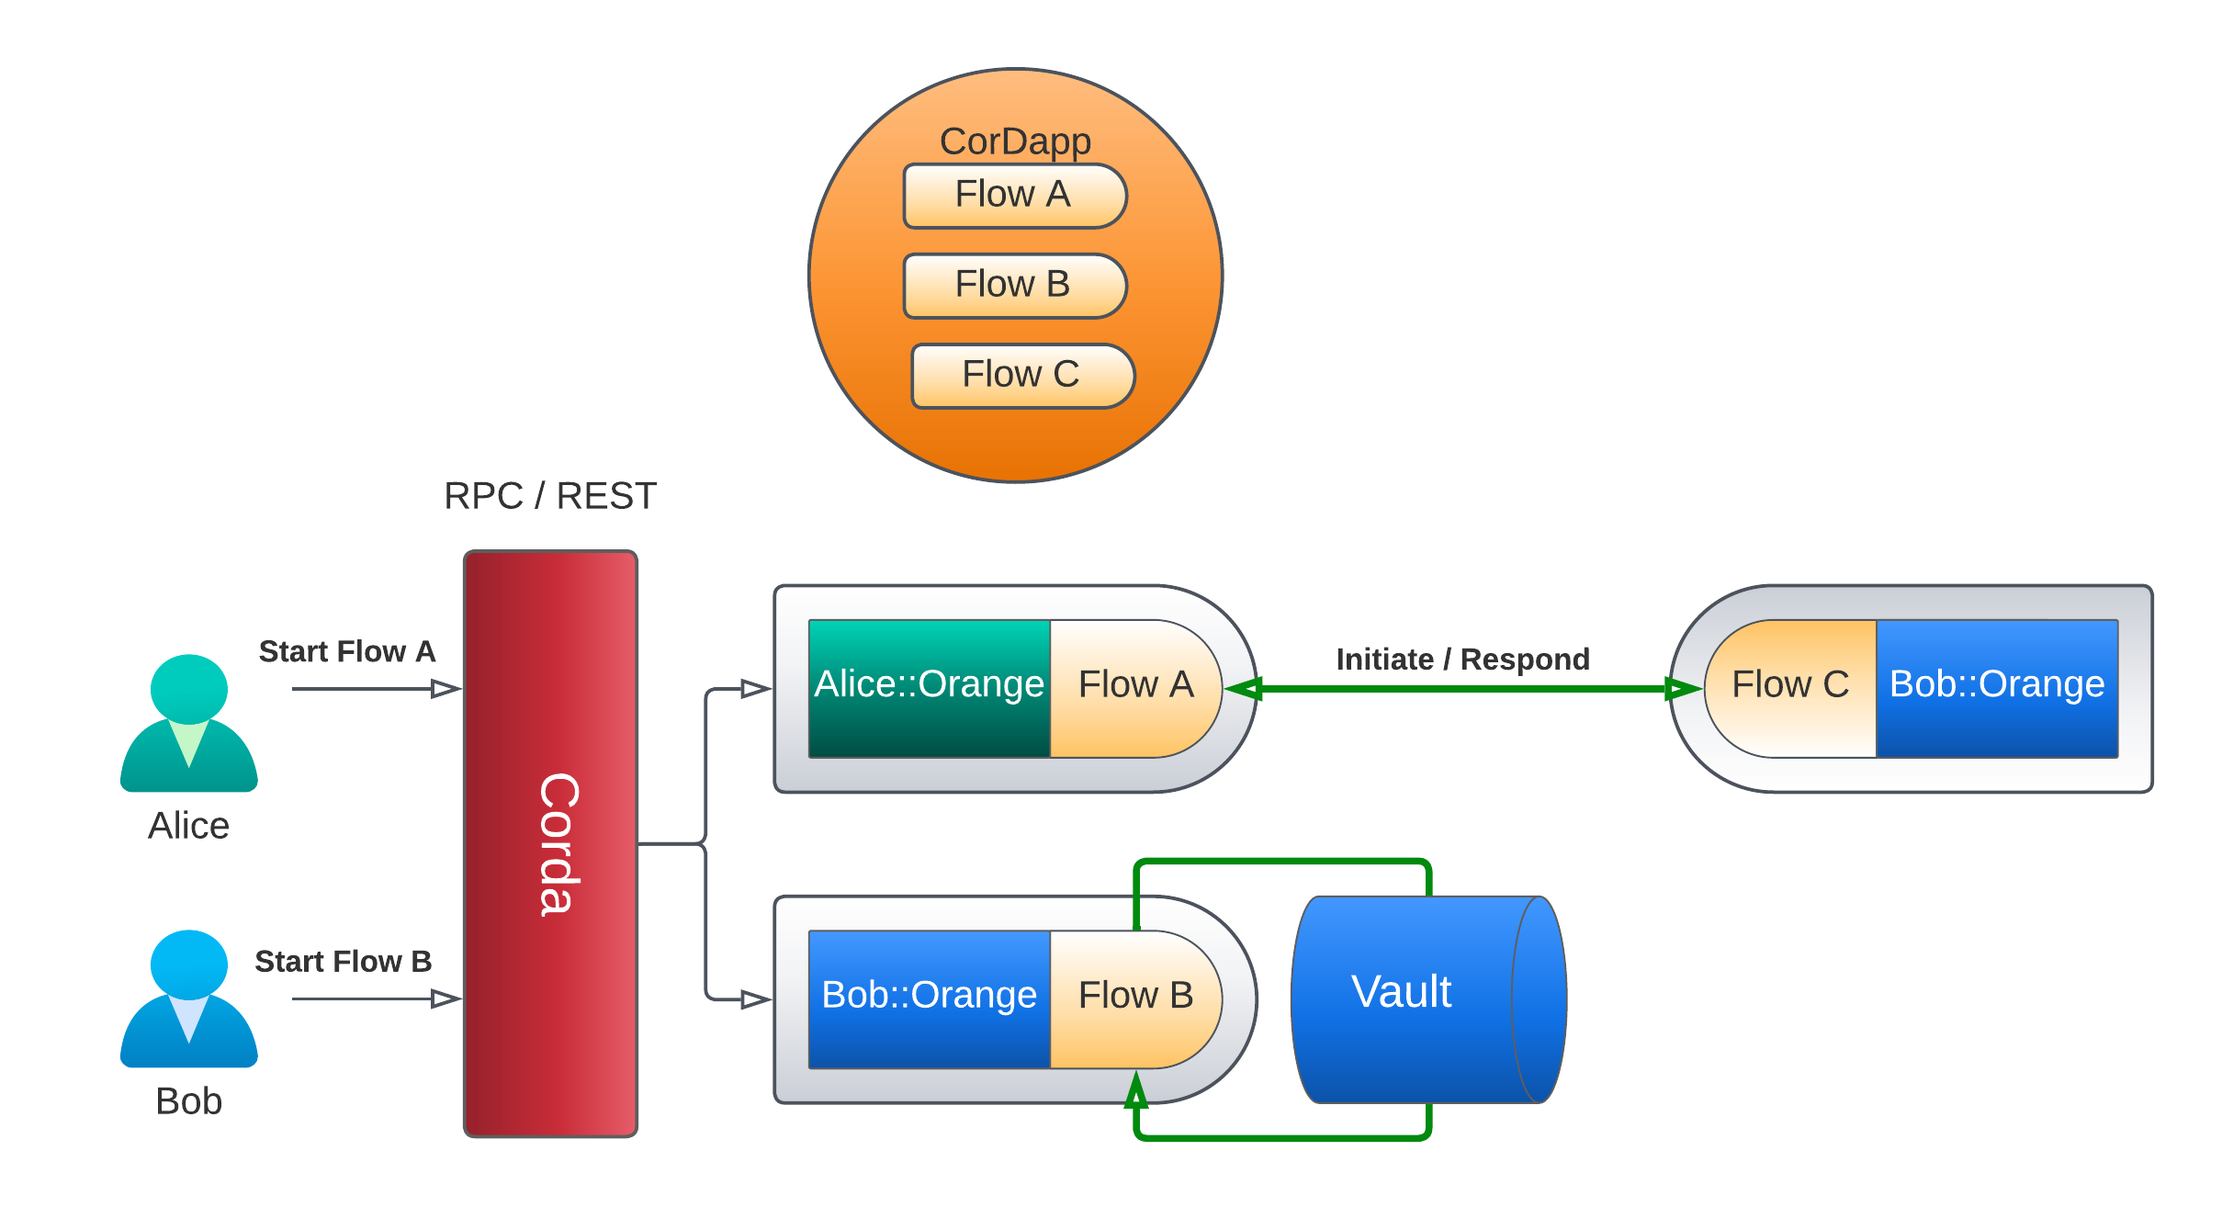 CorDapp
Flow A
Flow B
Flow C
RPC / REST
Start Flow A
Alice
Start Flow B
Bob
Corda
Alice::Orange
Flow A
Initiate / Respond
Flow C
Bob::Orange
Bob::Orange
Flow B
Vault